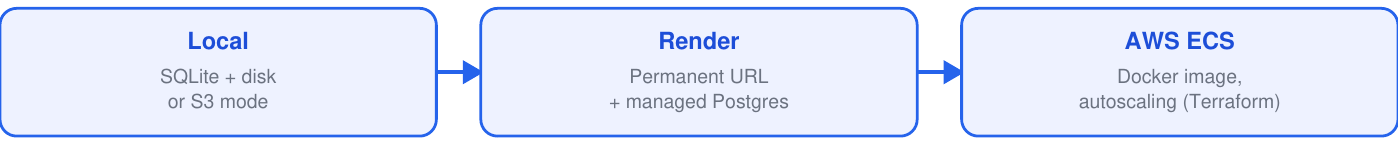 Local
SQLite + disk
or S3 mode
Render
Permanent URL
+ managed Postgres
AWS ECS
Docker image,
autoscaling (Terraform)